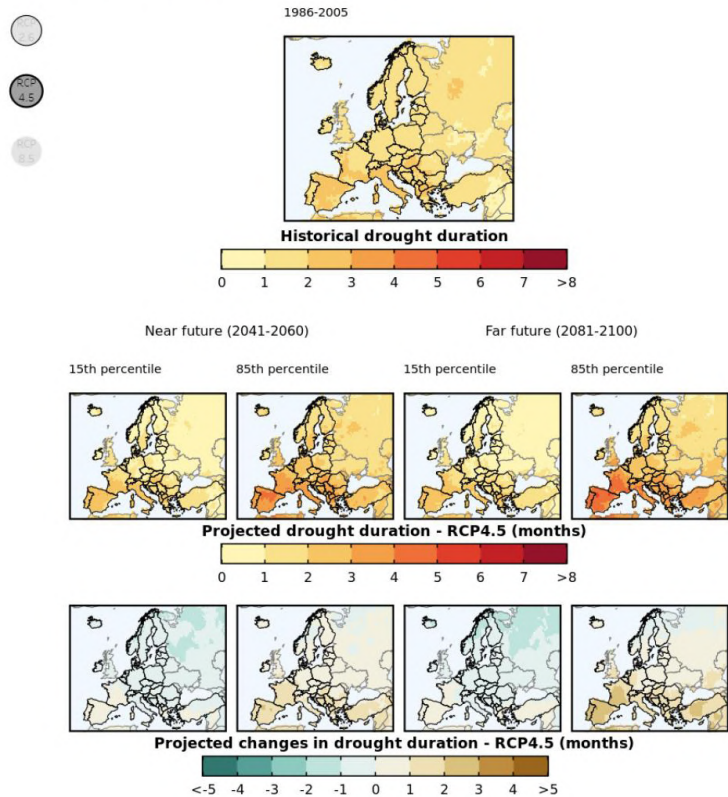 1986-2005
RCP
2.6
RCP
4.5
RCP
8.5
Historical drought duration
0 1 2 3 4 5 6 7 >8
Near future (2041-2060) Far future (2081-2100)
15th percentile 85th percentile 15th percentile 85th percentile
Projected drought duration - RCP4.5 (months)
0 1 2 3 4 5 6 7 >8
Projected changes in drought duration - RCP4.5 (months)
<-5 -4 -3 -2 -1 0 1 2 3 4 >5